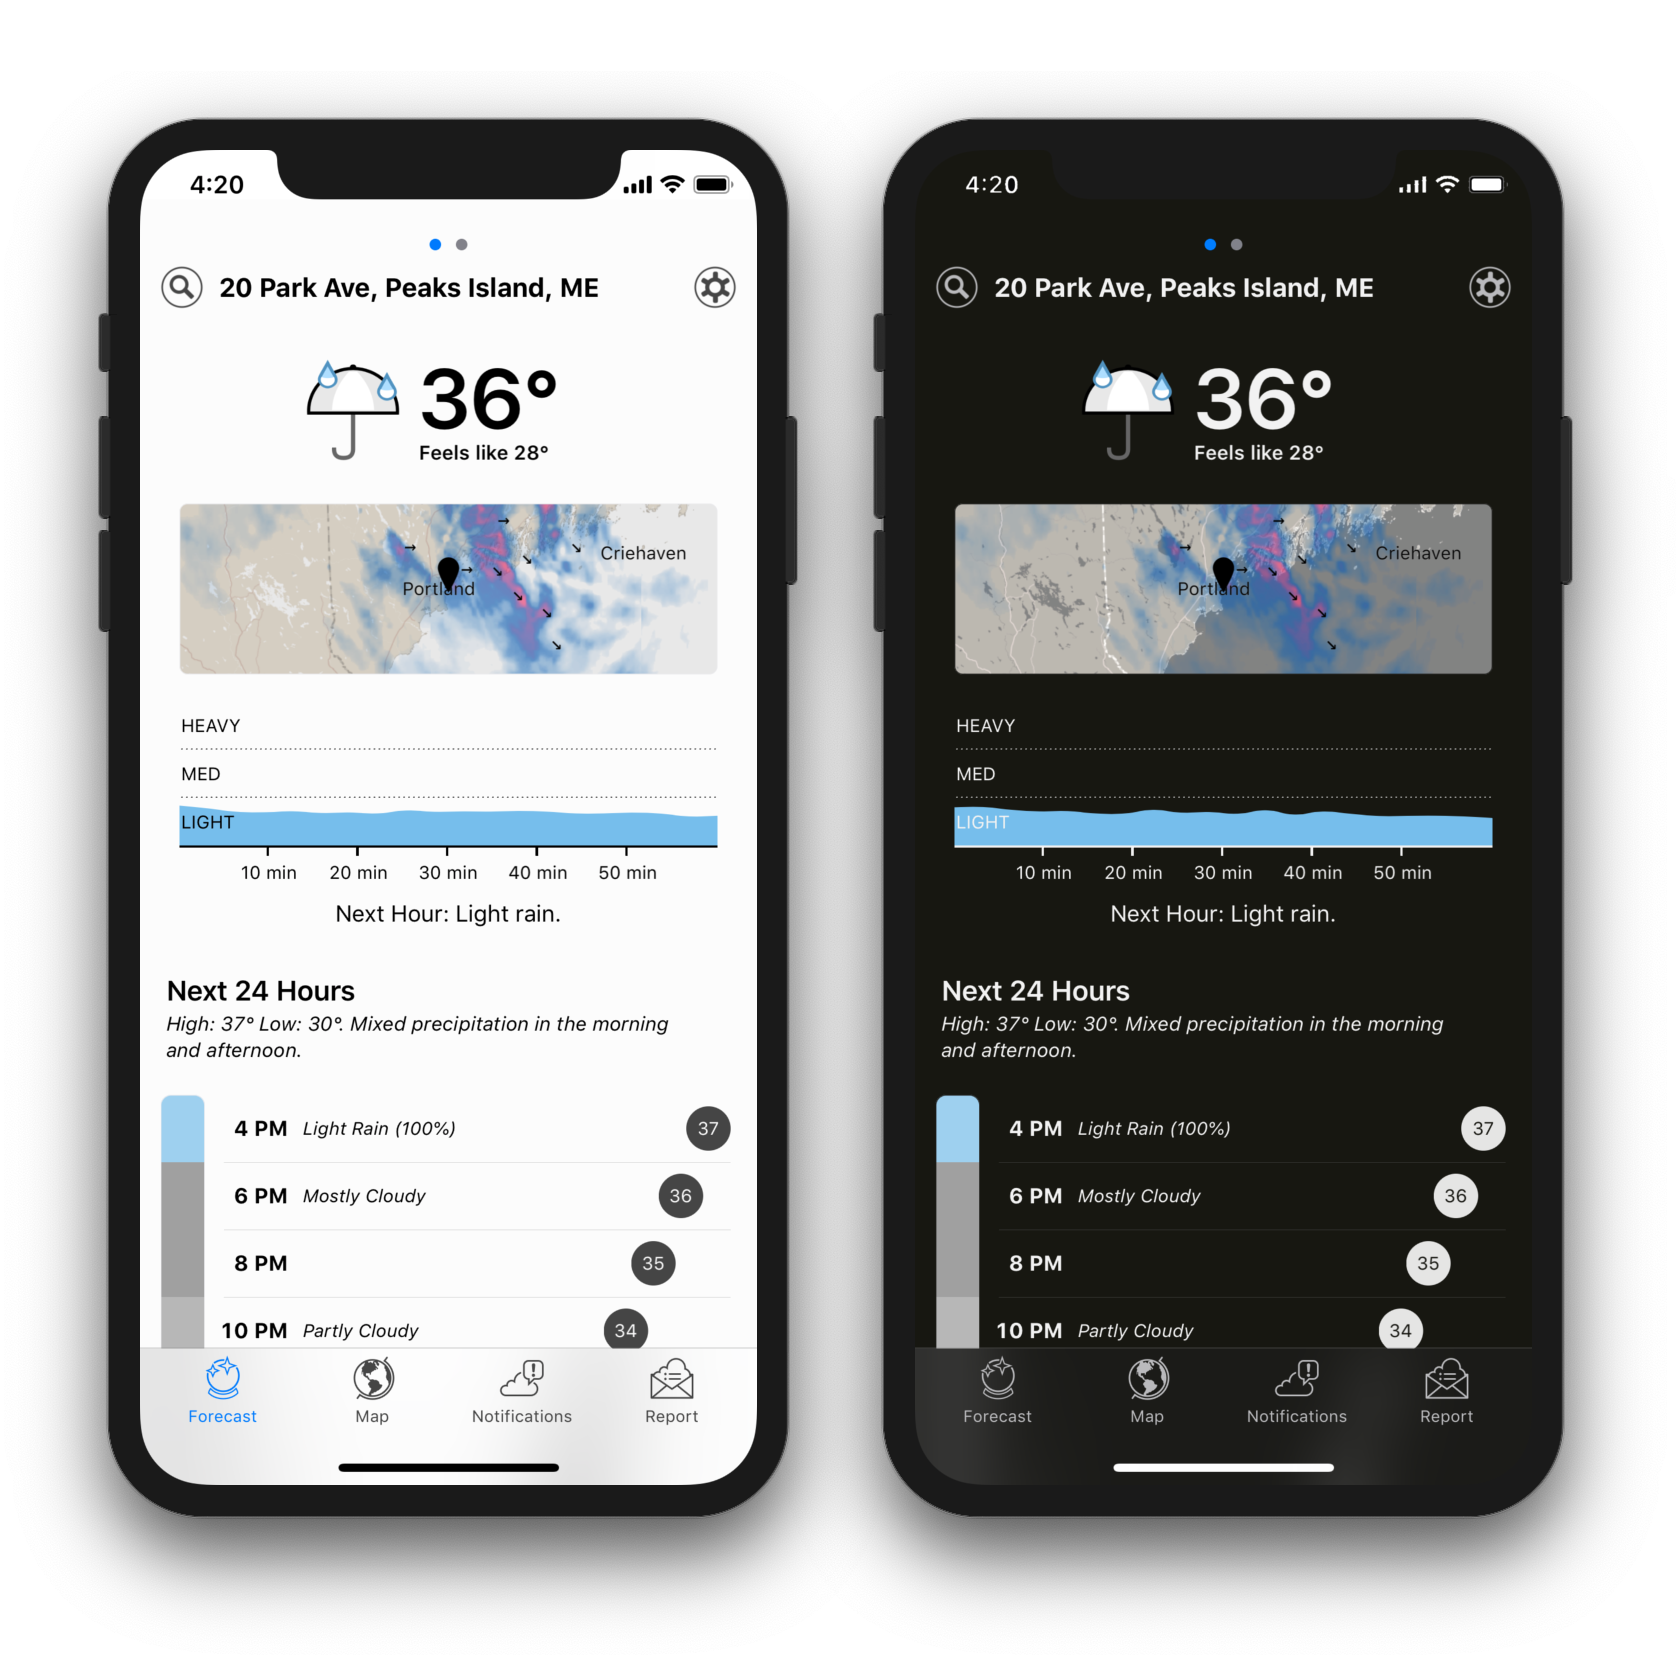 4:20
20 Park Ave, Peaks Island, ME
36°
Feels like 28°
Criehaven
Portland
HEAVY
MED
LIGHT
10 min 20 min 30 min 40 min 50 min
Next Hour: Light rain.
Next 24 Hours
High: 37° Low: 30°. Mixed precipitation in the morning
and afternoon.
4 PM Light Rain (100%) 37
6 PM Mostly Cloudy 36
8 PM 35
10 PM Partly Cloudy 34
Forecast Map Notifications Report
4:20
20 Park Ave, Peaks Island, ME
36°
Feels like 28°
Criehaven
Portland
HEAVY
MED
LIGHT
10 min 20 min 30 min 40 min 50 min
Next Hour: Light rain.
Next 24 Hours
High: 37° Low: 30°. Mixed precipitation in the morning
and afternoon.
4 PM Light Rain (100%) 37
6 PM Mostly Cloudy 36
8 PM 35
10 PM Partly Cloudy 34
Forecast Map Notifications Report